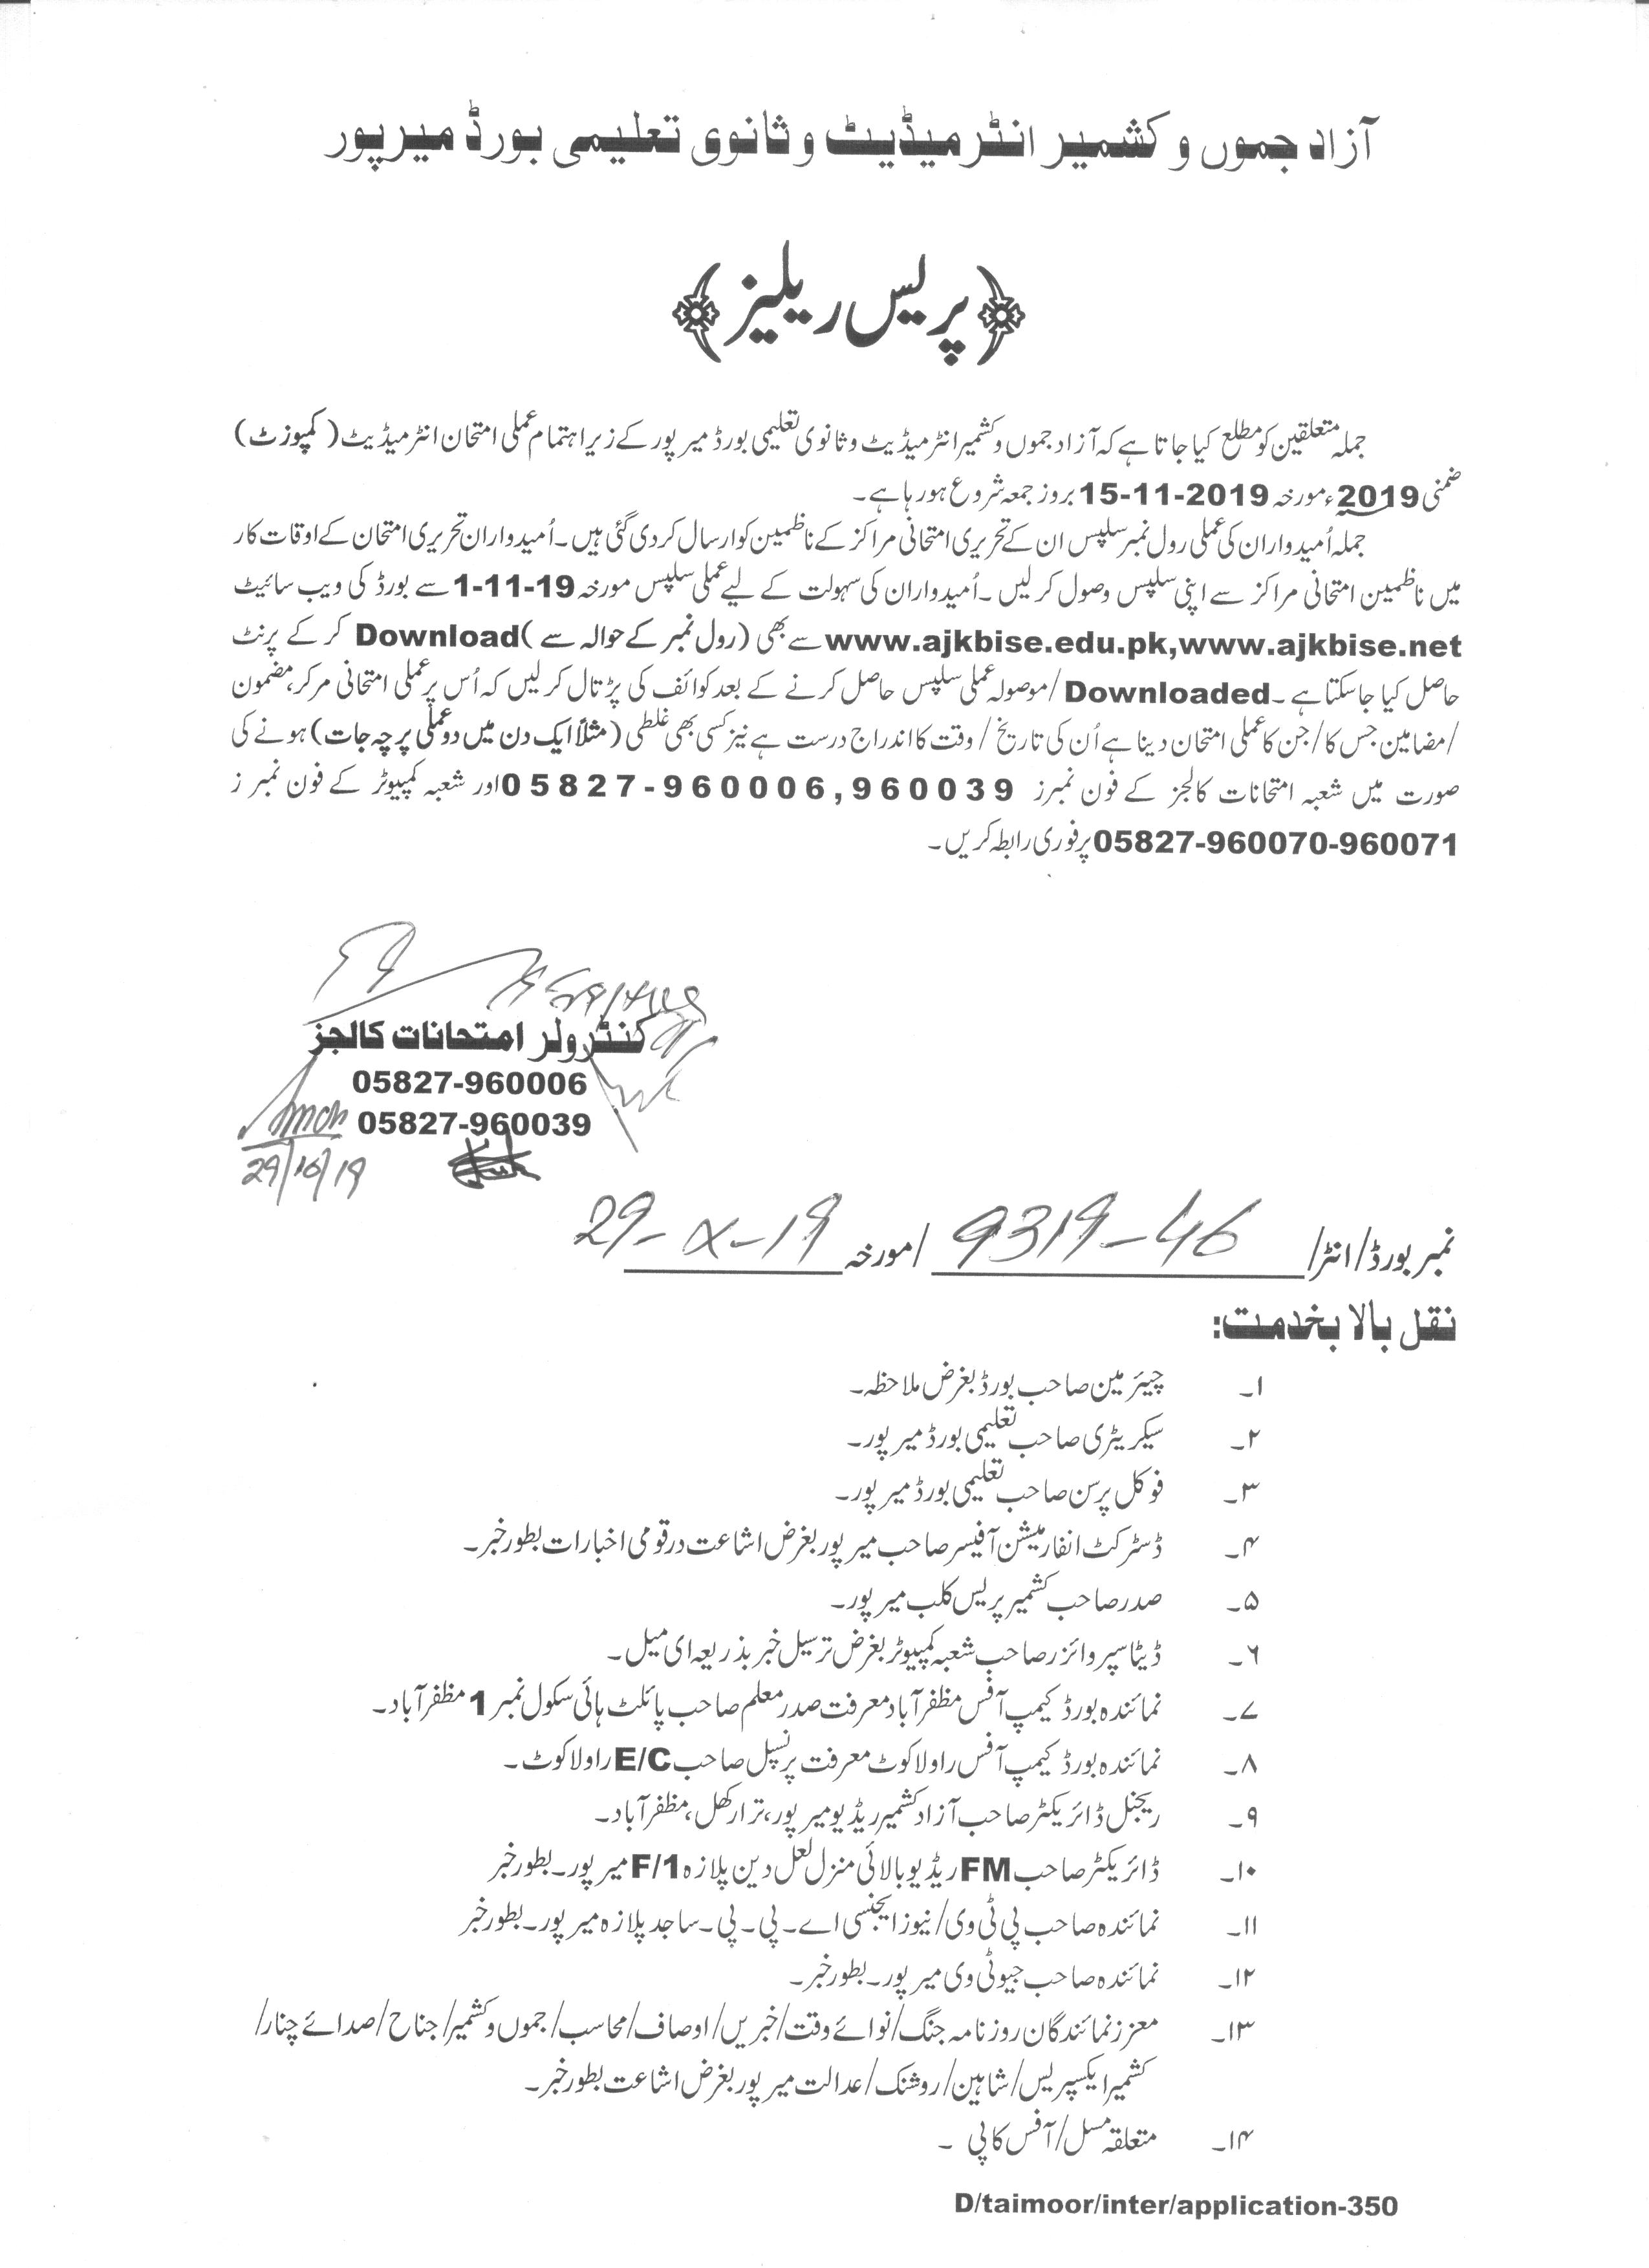 آزاد جموں و کشمیر انٹرمیڈیٹ و ثانوی تعلیمی بورڈ میرپور
﴿پریس ریلیز﴾
جملہ متعلقین کو مطلع کیا جاتا ہے کہ آزاد جموں و کشمیر انٹرمیڈیٹ و ثانوی تعلیمی بورڈ میرپور کے زیر اہتمام عملی امتحان انٹرمیڈیٹ (کمپوزٹ)
ضمنی 2019ء مورخہ 15-11-2019 بروز جمعہ شروع ہو رہا ہے۔
جملہ اُمیدواران کی عملی رول نمبر سلپس ان کے تحریری امتحانی مراکز کے ناظمین کو ارسال کر دی گئی ہیں۔ اُمیدواران تحریری امتحان کے اوقات کار
میں ناظمین امتحانی مراکز سے اپنی سلپس وصول کر لیں۔ اُمیدواران کی سہولت کے لیے عملی سلپس مورخہ 19-11-1 سے بورڈ کی ویب سائیٹ
www.ajkbise.edu.pk,www.ajkbise.net سے بھی (رول نمبر کے حوالہ سے) Download کر کے پرنٹ
حاصل کیا جا سکتا ہے۔ Downloaded/موصولہ عملی سلپس حاصل کرنے کے بعد کوائف کی پڑتال کر لیں کہ اُس پر عملی امتحانی مرکز، مضمون
/مضامین جس کا/جن کا عملی امتحان دینا ہے اُن کی تاریخ/وقت کا اندراج درست ہے نیز کسی بھی غلطی (مثلاً ایک دن میں دو عملی پرچہ جات) ہونے کی
صورت میں شعبہ امتحانات کالجز کے فون نمبرز 05827-960006,960039 اور شعبہ کمپیوٹر کے فون نمبر ز
05827-960070-960071 پر فوری رابطہ کریں۔
کنٹرولر امتحانات کالجز
05827-960006
05827-960039
29/10/19
نمبر بورڈ/انٹر/ 9319-46 /مورخہ 29-X-19
نقل بالا بخدمت:
۱۔ چیئرمین صاحب بورڈ بغرض ملاحظہ۔
۲۔ سیکریٹری صاحب تعلیمی بورڈ میرپور۔
۳۔ فوکل پرسن صاحب تعلیمی بورڈ میرپور۔
۴۔ ڈسٹرکٹ انفارمیشن آفیسر صاحب میرپور بغرض اشاعت در قومی اخبارات بطور خبر۔
۵۔ صدر صاحب کشمیر پریس کلب میرپور۔
۶۔ ڈیٹا سپروائزر صاحب شعبہ کمپیوٹر بغرض ترسیل خبر بذریعہ ای میل۔
۷۔ نمائندہ بورڈ کیمپ آفس مظفرآباد معرفت صدر معلم صاحب پائلٹ ہائی سکول نمبر 1 مظفرآباد۔
۸۔ نمائندہ بورڈ کیمپ آفس راولاکوٹ معرفت پرنسپل صاحب E/C راولاکوٹ۔
۹۔ ریجنل ڈائریکٹر صاحب آزاد کشمیر ریڈیو میرپور، تراڑکھل، مظفرآباد۔
۱۰۔ ڈائریکٹر صاحب FM ریڈیو بالائی منزل لعل دین پلازہ F/1 میرپور۔ بطور خبر
۱۱۔ نمائندہ صاحب پی ٹی وی/نیوز ایجنسی اے۔ پی۔ پی۔ ساجد پلازہ میرپور۔ بطور خبر
۱۲۔ نمائندہ صاحب جیو ٹی وی میرپور۔ بطور خبر۔
۱۳۔ معزز نمائندگان روزنامہ جنگ/نوائے وقت/خبریں/اوصاف/محاسب/جموں و کشمیر/جناح/صدائے چنار/
کشمیر ایکسپریس/شاہین/روشنک/عدالت میرپور بغرض اشاعت بطور خبر۔
۱۴۔ متعلقہ مسل/آفس کاپی ۔
D/taimoor/inter/application-350